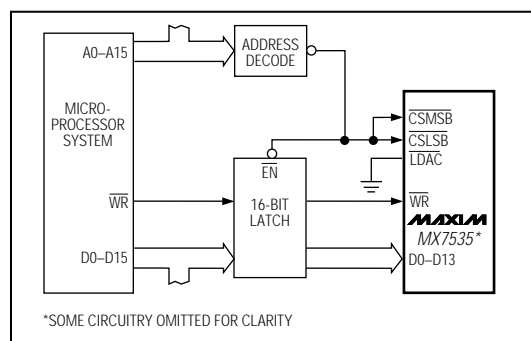 A0–A15
ADDRESS
DECODE
MICRO-
PROCESSOR
SYSTEM
CSMSB
CSLSB
EN
LDAC
WR
16-BIT
LATCH
WR
MAXIM
MX7535*
D0–D15
D0–D13
*SOME CIRCUITRY OMITTED FOR CLARITY